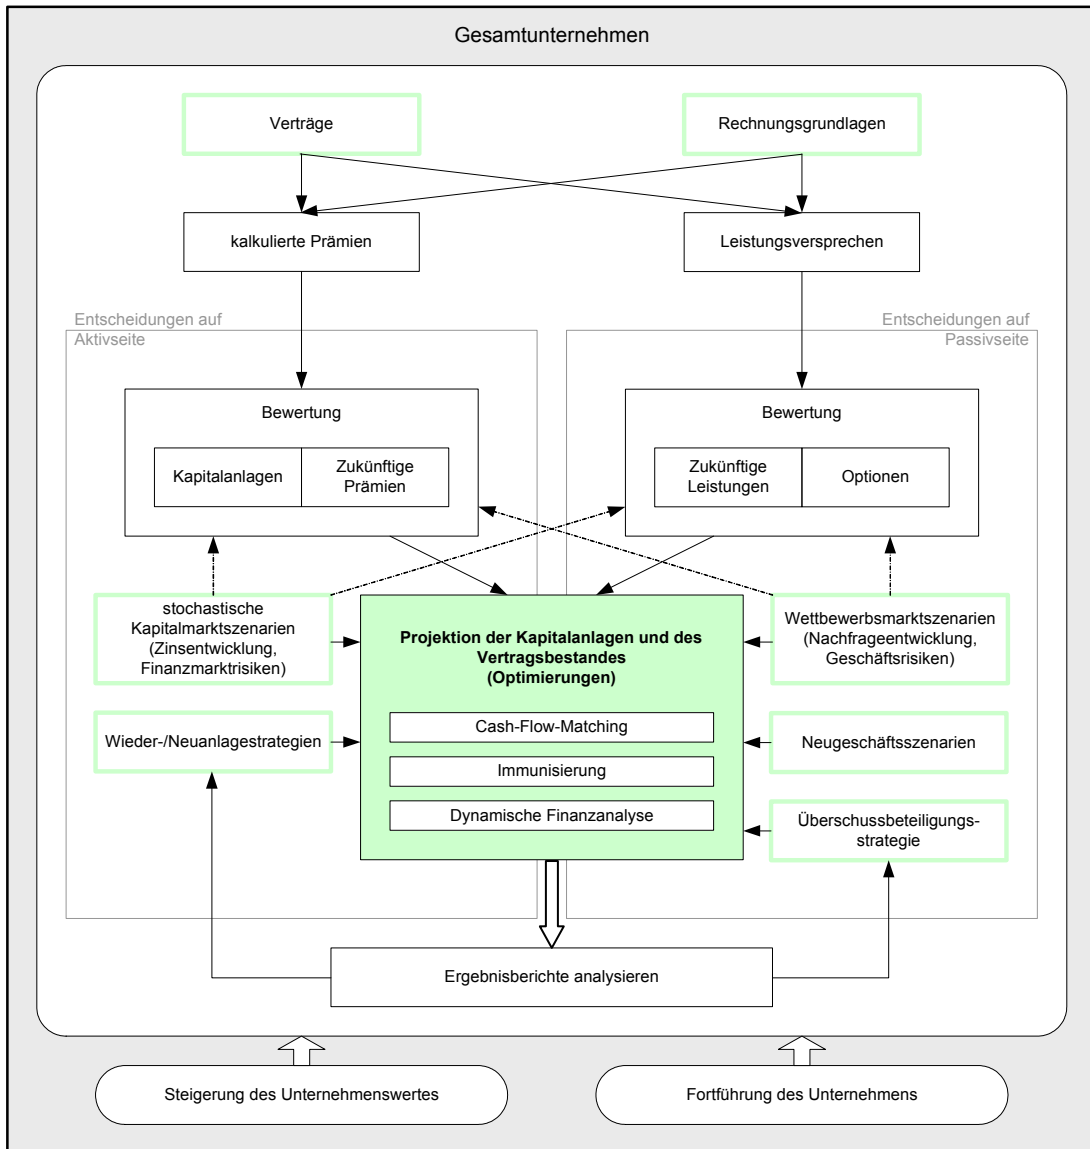 Gesamtunternehmen
Verträge
Rechnungsgrundlagen
kalkulierte Prämien
Leistungsversprechen
Entscheidungen auf
Aktivseite
Entscheidungen auf
Passivseite
Bewertung
Kapitalanlagen
Zukünftige
Prämien
Bewertung
Zukünftige
Leistungen
Optionen
stochastische
Kapitalmarktszenarien
(Zinsentwicklung,
Finanzmarktrisiken)
Projektion der Kapitalanlagen und des
Vertragsbestandes
(Optimierungen)
Wettbewerbsmarktszenarien
(Nachfrageentwicklung,
Geschäftsrisiken)
Cash-Flow-Matching
Immunisierung
Dynamische Finanzanalyse
Wieder-/Neuanlagestrategien
Neugeschäftsszenarien
Überschussbeteiligungs-
strategie
Ergebnisberichte analysieren
Steigerung des Unternehmenswertes
Fortführung des Unternehmens